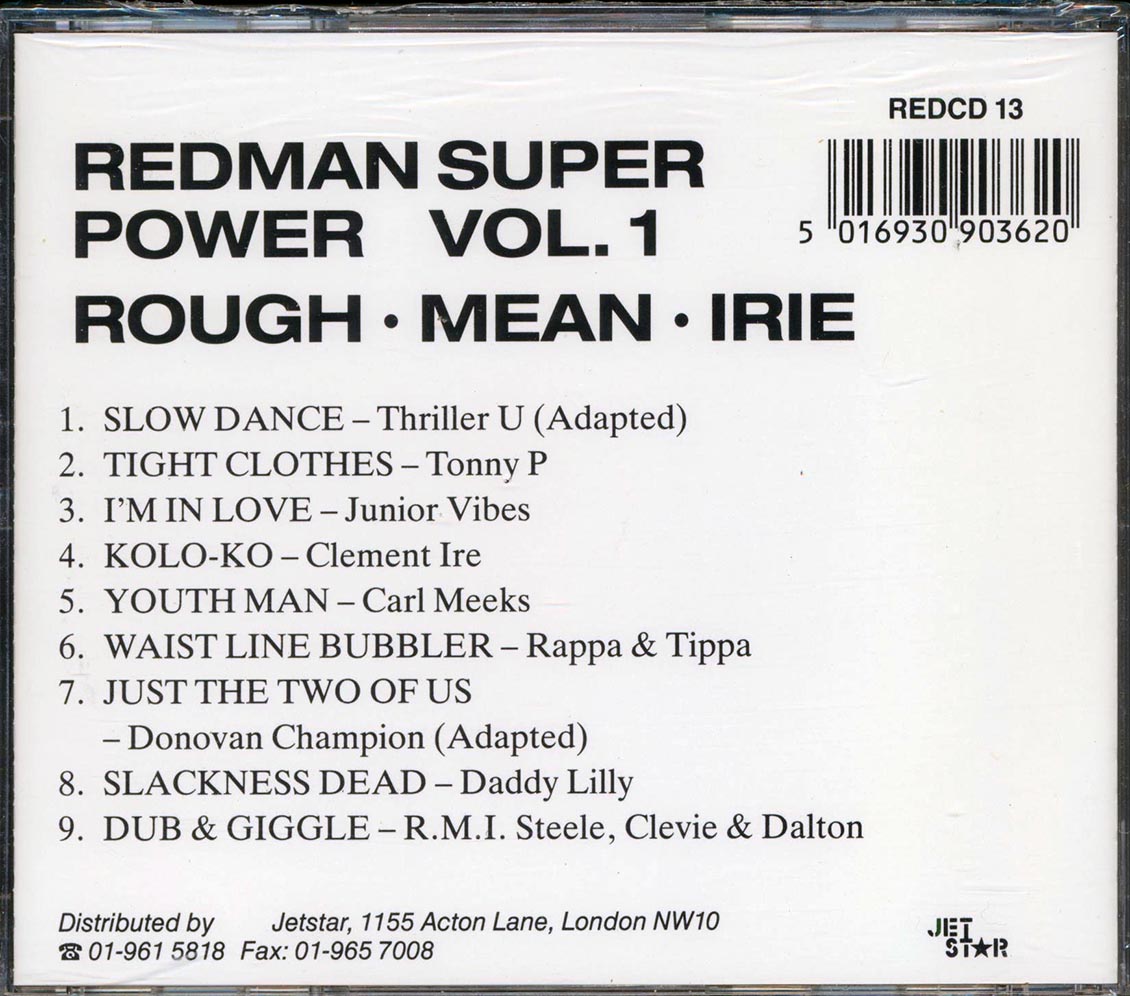 REDCD 13
5 016930 903620
REDMAN SUPER
POWER VOL. 1
ROUGH • MEAN • IRIE
1. SLOW DANCE – Thriller U (Adapted)
2. TIGHT CLOTHES – Tonny P
3. I'M IN LOVE – Junior Vibes
4. KOLO-KO – Clement Ire
5. YOUTH MAN – Carl Meeks
6. WAIST LINE BUBBLER – Rappa & Tippa
7. JUST THE TWO OF US
– Donovan Champion (Adapted)
8. SLACKNESS DEAD – Daddy Lilly
9. DUB & GIGGLE – R.M.I. Steele, Clevie & Dalton
Distributed by Jetstar, 1155 Acton Lane, London NW10
☎ 01-961 5818 Fax: 01-965 7008
JET
ST★R